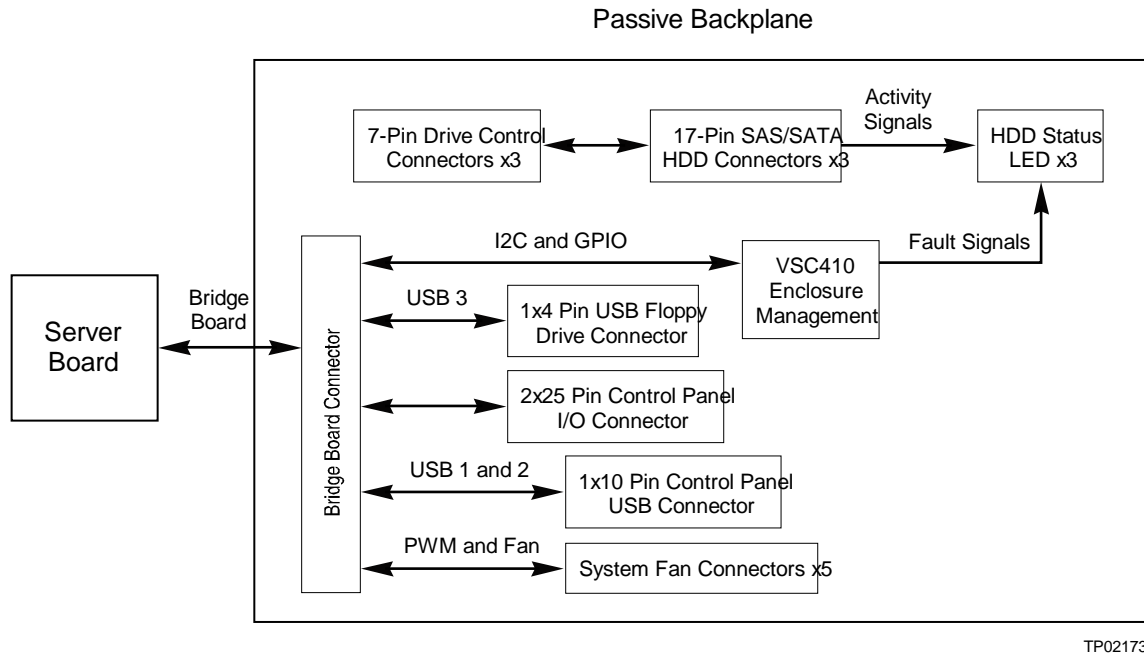 Passive Backplane
7-Pin Drive Control
Connectors x3
17-Pin SAS/SATA
HDD Connectors x3
Activity
Signals
HDD Status
LED x3
I2C and GPIO
VSC410
Enclosure
Management
Fault Signals
Server
Board
Bridge
Board
Bridge Board Connector
USB 3
1x4 Pin USB Floppy
Drive Connector
2x25 Pin Control Panel
I/O Connector
USB 1 and 2
1x10 Pin Control Panel
USB Connector
PWM and Fan
System Fan Connectors x5
TP02173